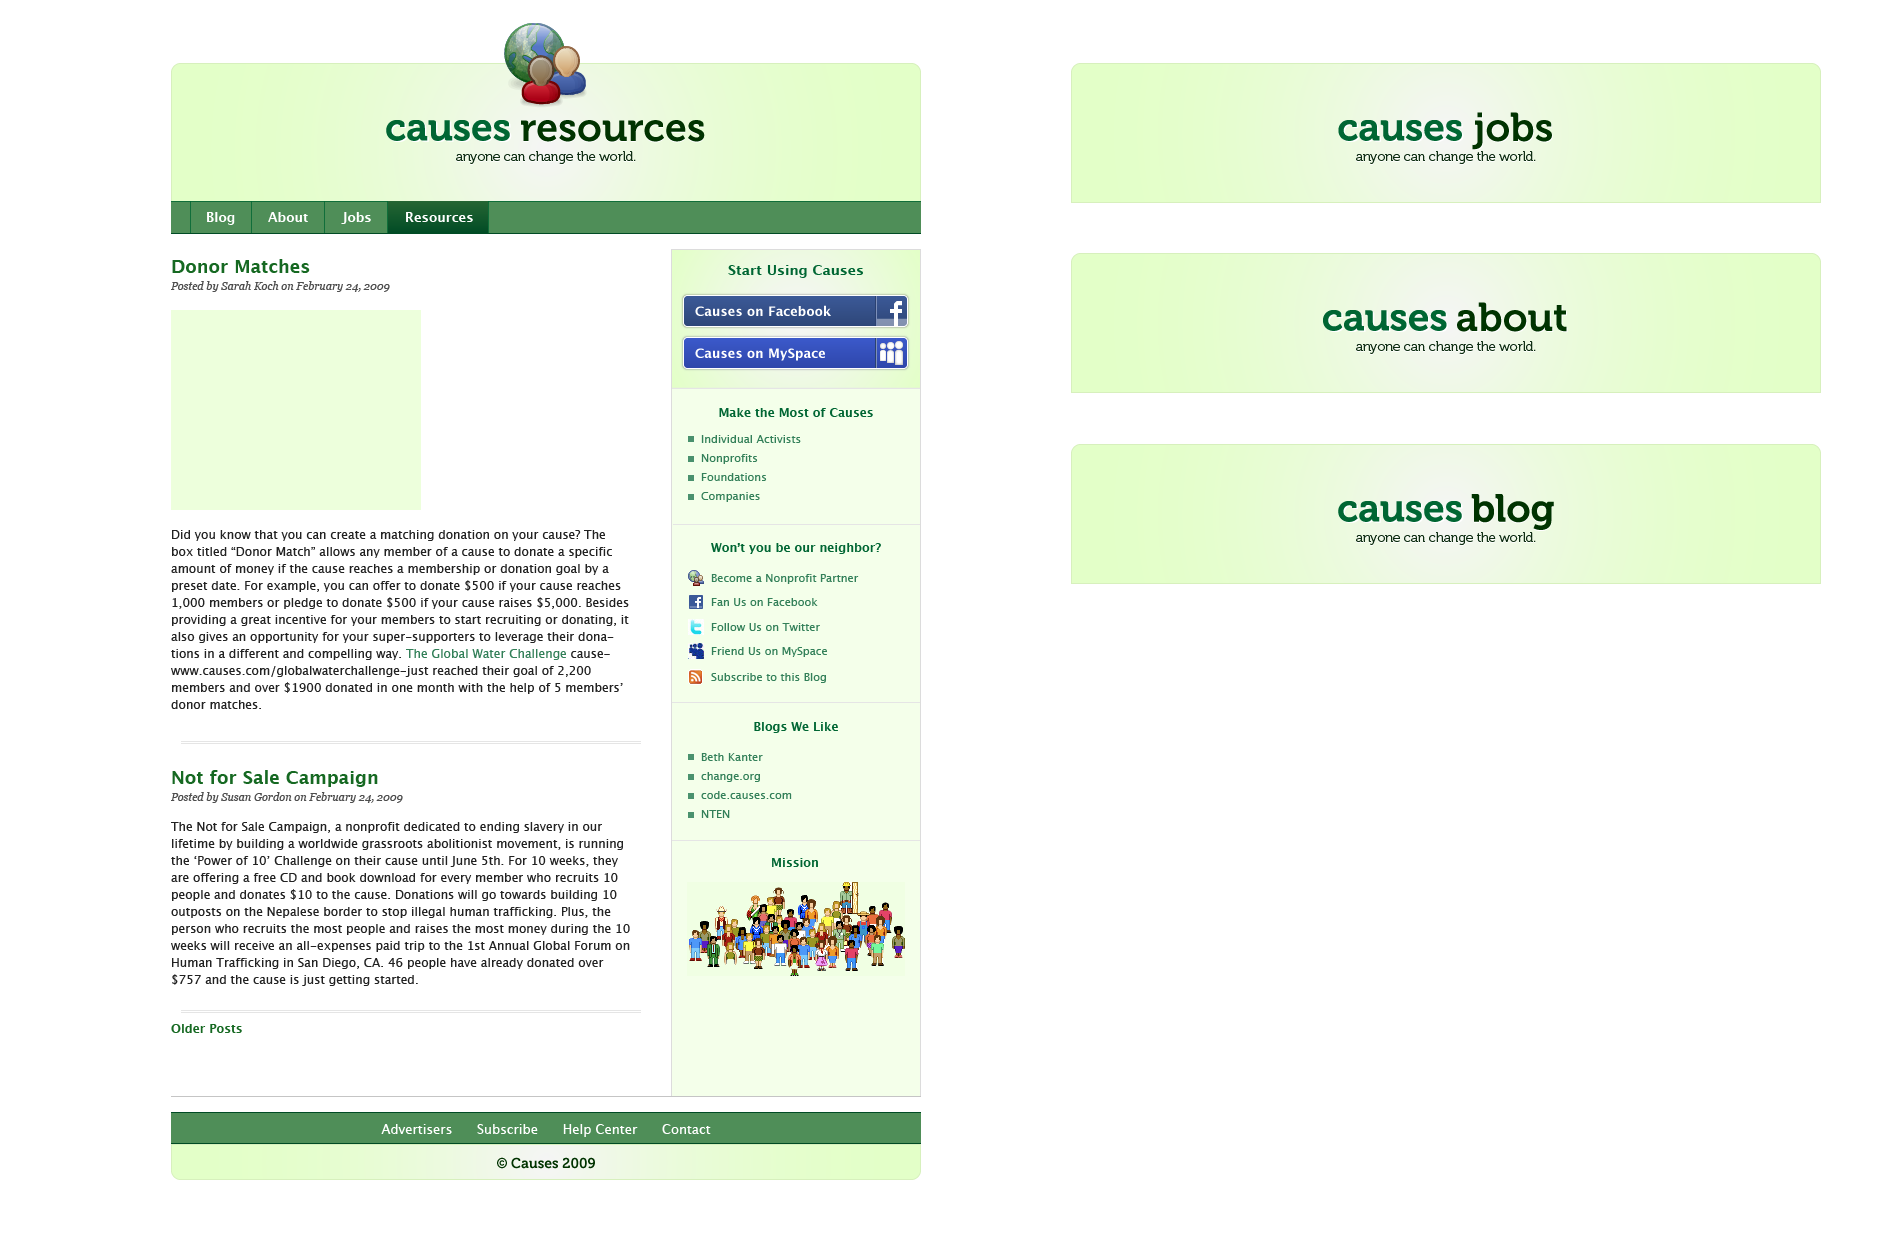 causes resources
anyone can change the world.
Blog About Jobs Resources
Donor Matches
Posted by Sarah Koch on February 24, 2009
Did you know that you can create a matching donation on your cause? The
box titled “Donor Match” allows any member of a cause to donate a specific
amount of money if the cause reaches a membership or donation goal by a
preset date. For example, you can offer to donate $500 if your cause reaches
1,000 members or pledge to donate $500 if your cause raises $5,000. Besides
providing a great incentive for your members to start recruiting or donating, it
also gives an opportunity for your super-supporters to leverage their dona-
tions in a different and compelling way. The Global Water Challenge cause-
www.causes.com/globalwaterchallenge-just reached their goal of 2,200
members and over $1900 donated in one month with the help of 5 members’
donor matches.
Not for Sale Campaign
Posted by Susan Gordon on February 24, 2009
The Not for Sale Campaign, a nonprofit dedicated to ending slavery in our
lifetime by building a worldwide grassroots abolitionist movement, is running
the ‘Power of 10’ Challenge on their cause until June 5th. For 10 weeks, they
are offering a free CD and book download for every member who recruits 10
people and donates $10 to the cause. Donations will go towards building 10
outposts on the Nepalese border to stop illegal human trafficking. Plus, the
person who recruits the most people and raises the most money during the 10
weeks will receive an all-expenses paid trip to the 1st Annual Global Forum on
Human Trafficking in San Diego, CA. 46 people have already donated over
$757 and the cause is just getting started.
Older Posts
Start Using Causes
Causes on Facebook
Causes on MySpace
Make the Most of Causes
Individual Activists
Nonprofits
Foundations
Companies
Won't you be our neighbor?
Become a Nonprofit Partner
Fan Us on Facebook
Follow Us on Twitter
Friend Us on MySpace
Subscribe to this Blog
Blogs We Like
Beth Kanter
change.org
code.causes.com
NTEN
Mission
Advertisers Subscribe Help Center Contact
© Causes 2009
causes jobs
anyone can change the world.
causes about
anyone can change the world.
causes blog
anyone can change the world.